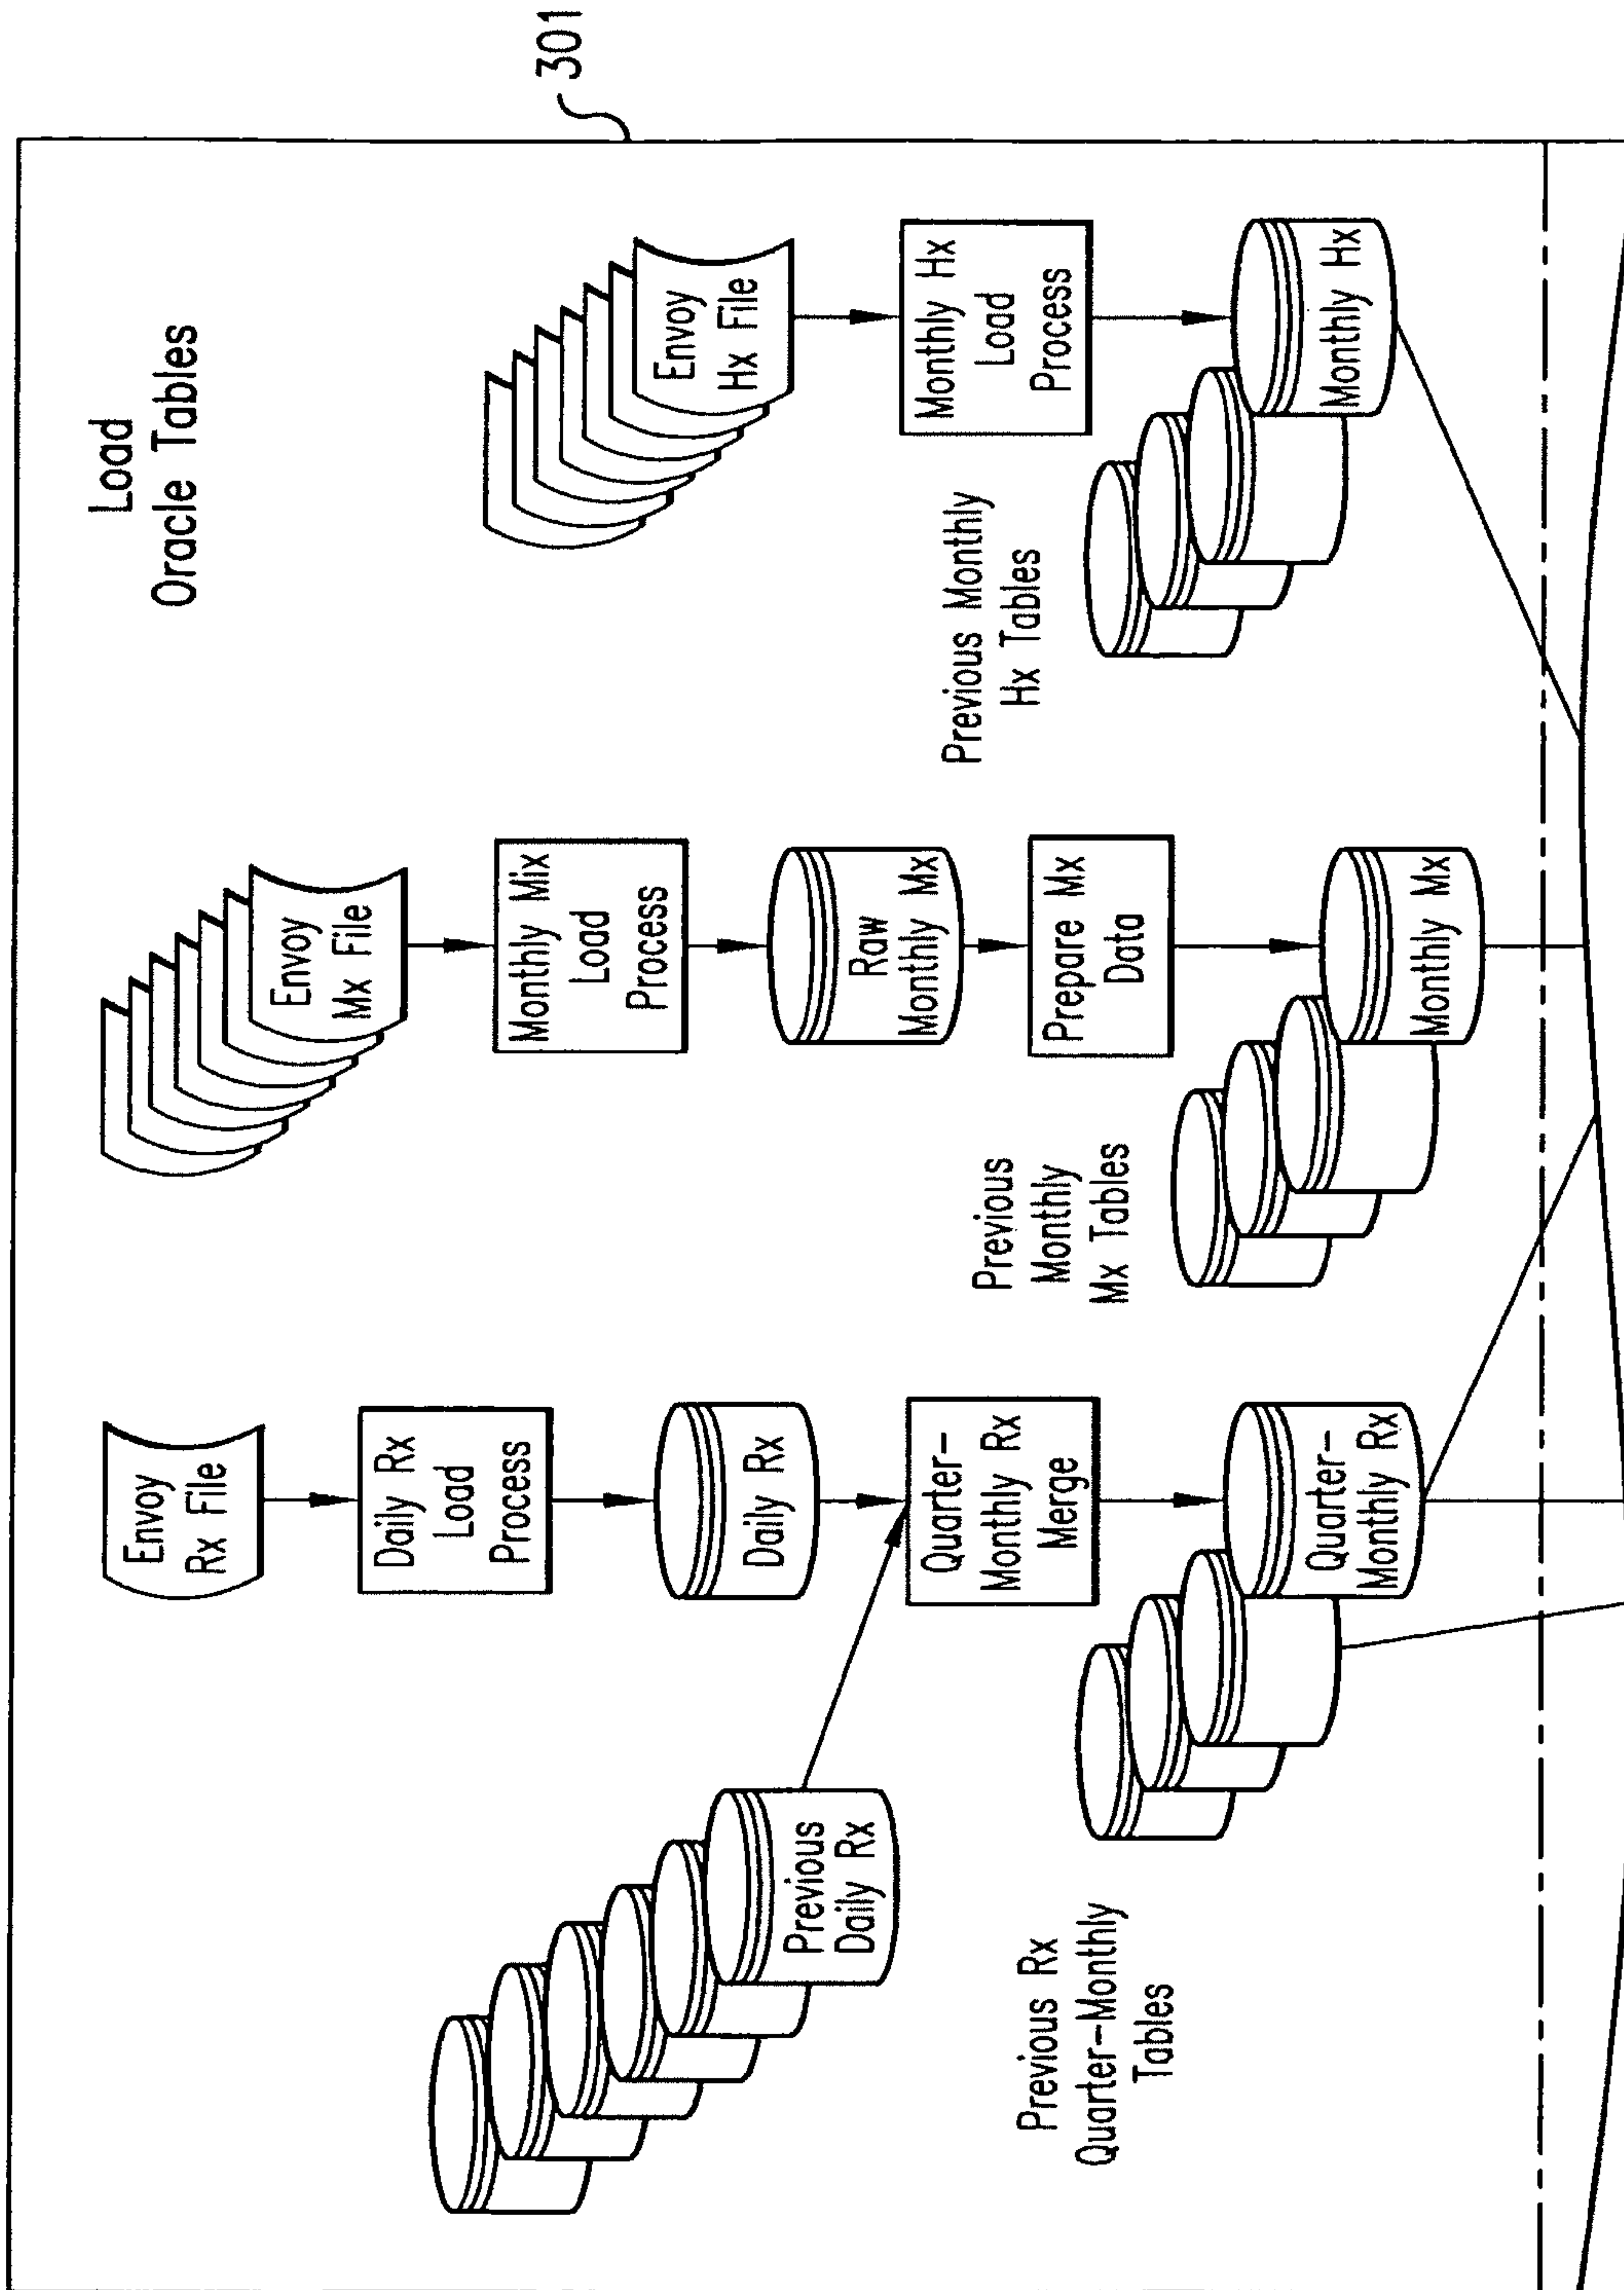 Load
Oracle Tables
301
Envoy
Rx File
Daily Rx
Load
Process
Daily Rx
Previous
Daily Rx
Quarter-
Monthly Rx
Merge
Previous Rx
Quarter-Monthly
Tables
Quarter-
Monthly Rx
Envoy
Mx File
Monthly Mix
Load
Process
Raw
Monthly Mx
Prepare Mx
Data
Previous
Monthly
Mx Tables
Monthly Mx
Envoy
Hx File
Monthly Hx
Load
Process
Previous Monthly
Hx Tables
Monthly Hx